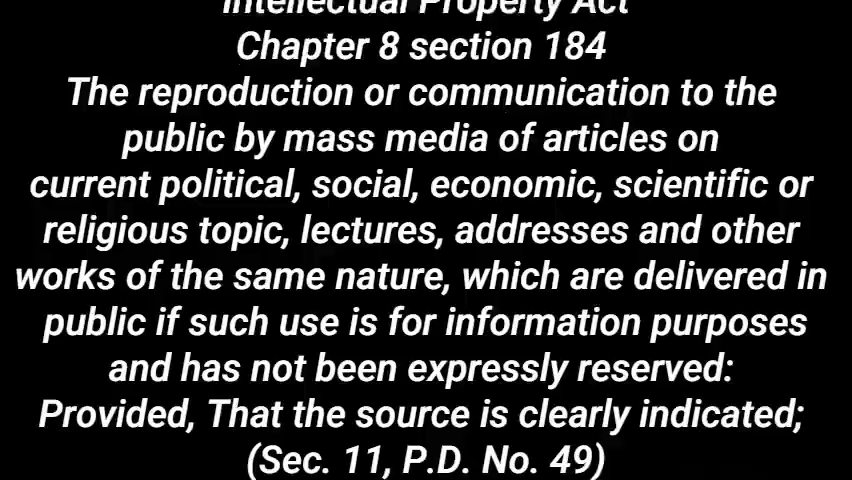 Intellectual Property Act
Chapter 8 section 184
The reproduction or communication to the
public by mass media of articles on
current political, social, economic, scientific or
religious topic, lectures, addresses and other
works of the same nature, which are delivered in
public if such use is for information purposes
and has not been expressly reserved:
Provided, That the source is clearly indicated;
(Sec. 11, P.D. No. 49)